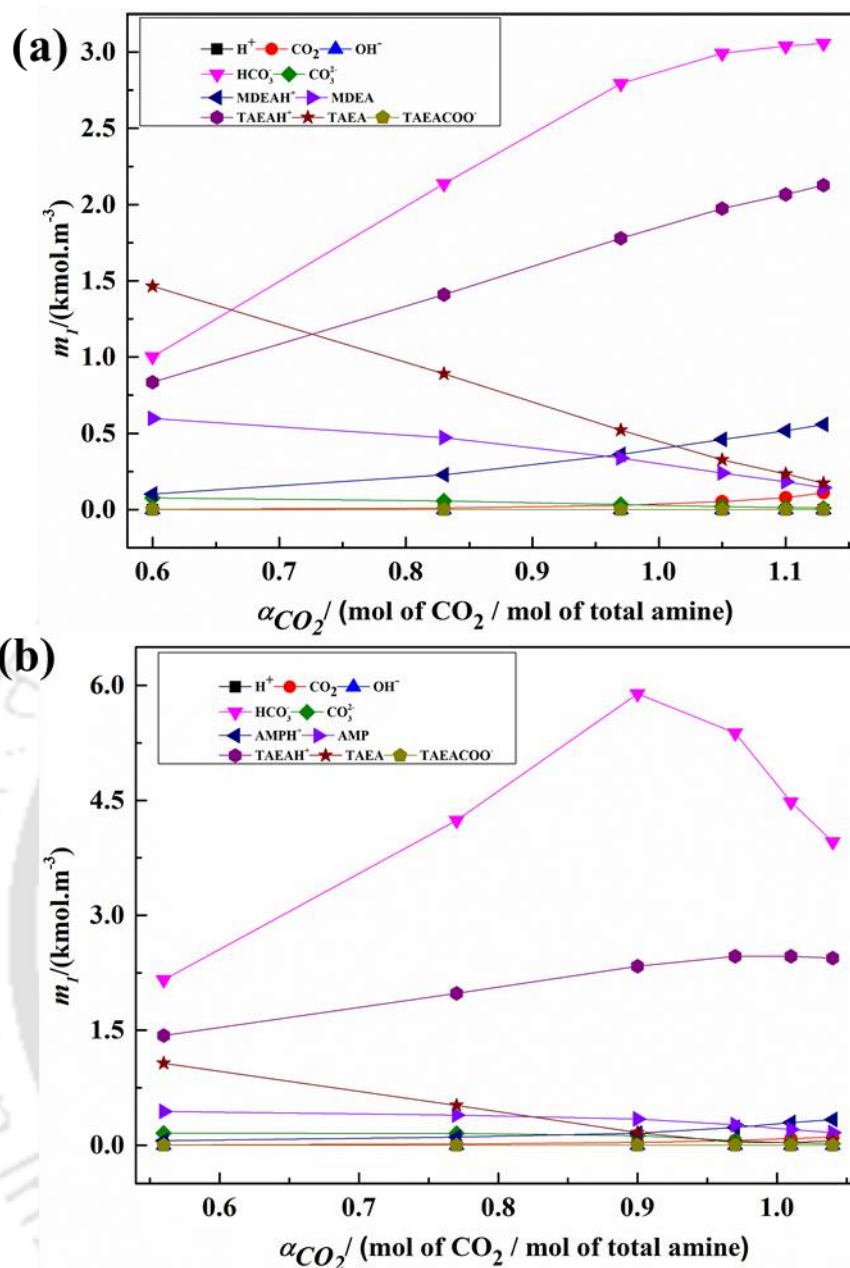 (a)
H⁺ CO₂ OH⁻
HCO₃⁻ CO₃²⁻
MDEAH⁺ MDEA
TAEAH⁺ TAEA TAEACOO⁻
3.0
2.5
2.0
1.5
1.0
0.5
0.0
m₁/(kmol.m⁻³)
0.6 0.7 0.8 0.9 1.0 1.1
α_CO₂/ (mol of CO₂ / mol of total amine)
(b)
H⁺ CO₂ OH⁻
HCO₃⁻ CO₃²⁻
AMPH⁺ AMP
TAEAH⁺ TAEA TAEACOO⁻
6.0
4.5
3.0
1.5
0.0
m₁/(kmol.m⁻³)
0.6 0.7 0.8 0.9 1.0
α_CO₂/ (mol of CO₂ / mol of total amine)